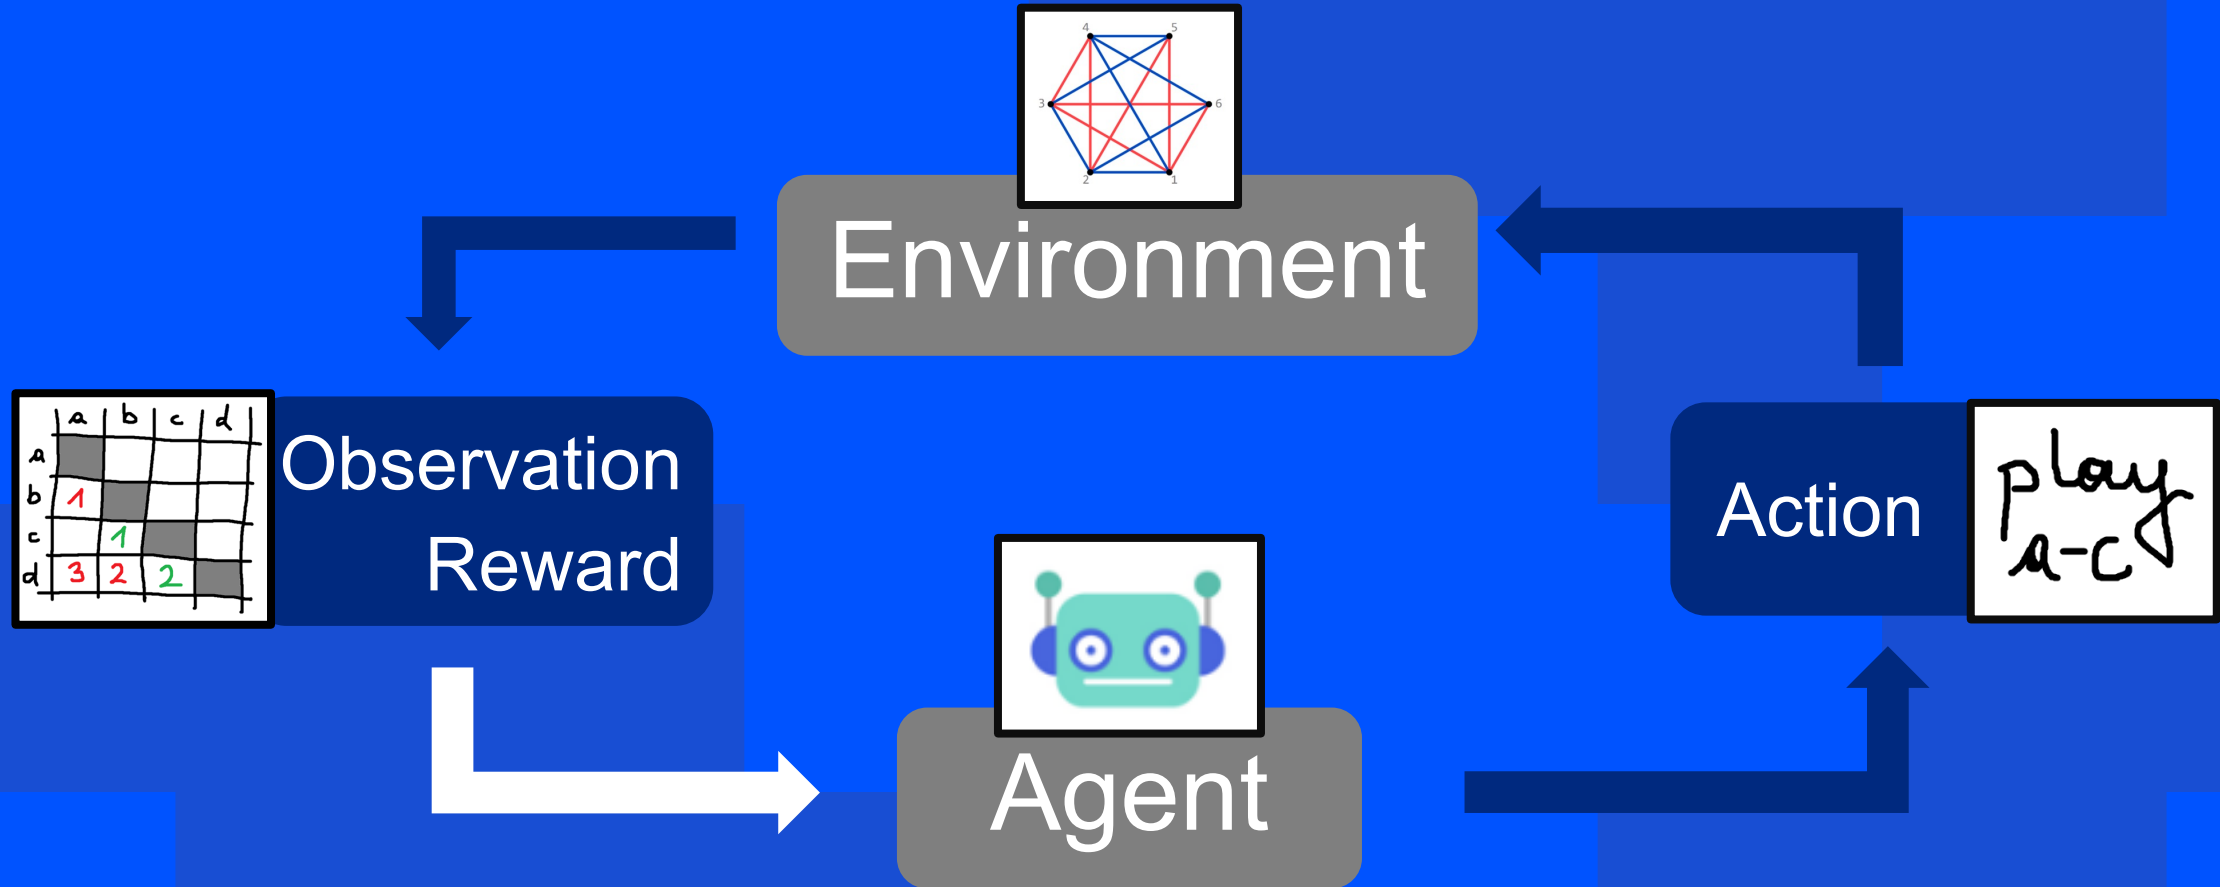 4 5
3 6
2 1
Environment
a b c d
a
b 1
c 1
d 3 2 2
Observation
Reward
Action
play
a-c
Agent